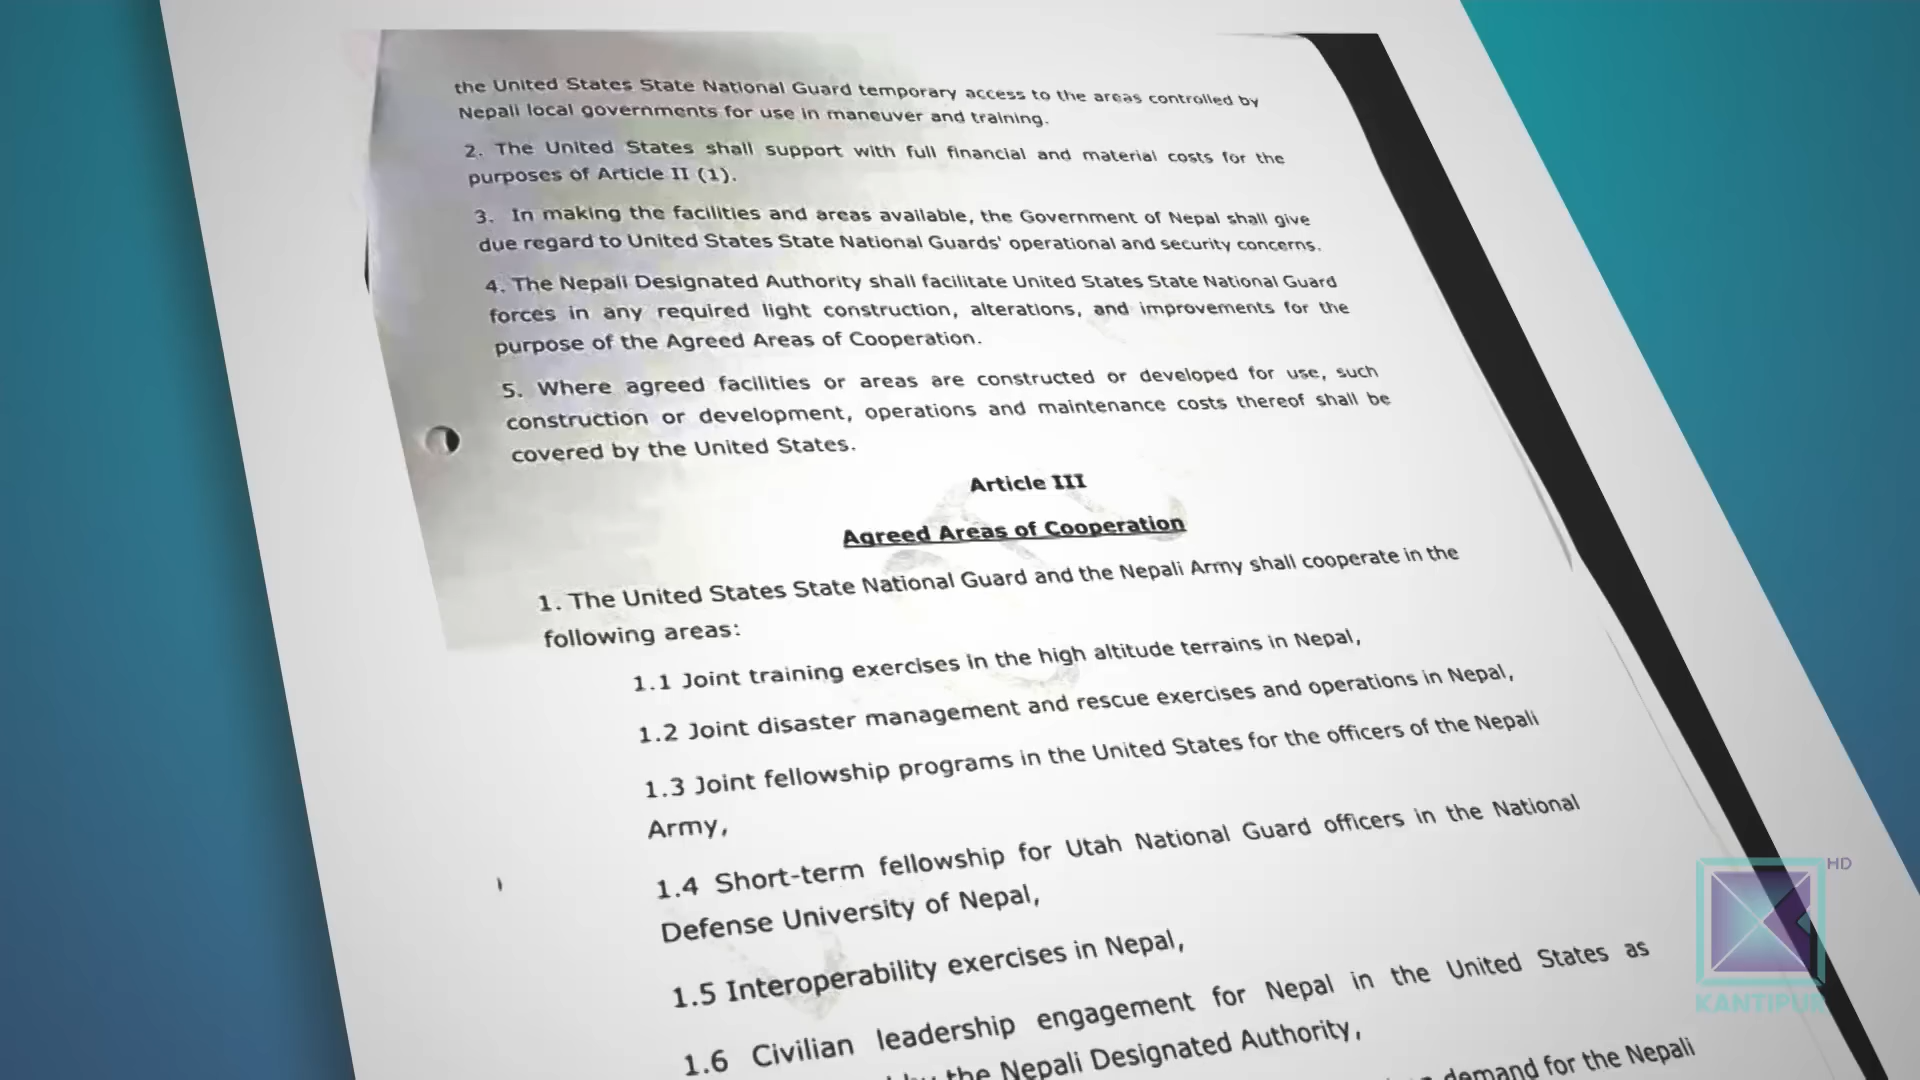 the United States State National Guard temporary access to the areas controlled by
Nepali local governments for use in maneuver and training.
2. The United States shall support with full financial and material costs for the
purposes of Article II (1).
3. In making the facilities and areas available, the Government of Nepal shall give
due regard to United States State National Guards' operational and security concerns.
4. The Nepali Designated Authority shall facilitate United States State National Guard
forces in any required light construction, alterations, and improvements for the
purpose of the Agreed Areas of Cooperation.
5. Where agreed facilities or areas are constructed or developed for use, such
construction or development, operations and maintenance costs thereof shall be
covered by the United States.
Article III
Agreed Areas of Cooperation
1. The United States State National Guard and the Nepali Army shall cooperate in the
following areas:
1.1 Joint training exercises in the high altitude terrains in Nepal,
1.2 Joint disaster management and rescue exercises and operations in Nepal,
1.3 Joint fellowship programs in the United States for the officers of the Nepali
Army,
1.4 Short-term fellowship for Utah National Guard officers in the National
Defense University of Nepal,
1.5 Interoperability exercises in Nepal,
1.6 Civilian leadership engagement for Nepal in the United States as
the Nepali Designated Authority,
demand for the Nepali
HD
KANTIPUR